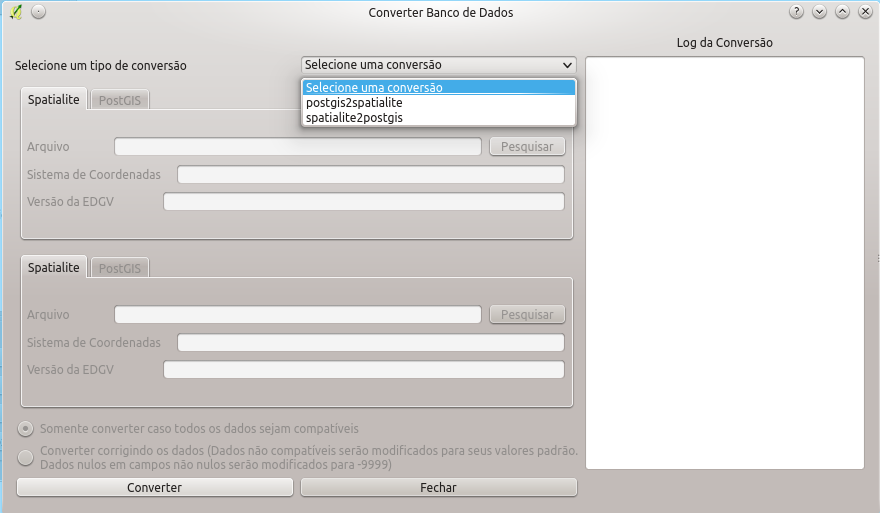 Converter Banco de Dados
Log da Conversão
Selecione um tipo de conversão
Selecione uma conversão
Selecione uma conversão
postgis2spatialite
spatialite2postgis
Spatialite
PostGIS
Arquivo
Pesquisar
Sistema de Coordenadas
Versão da EDGV
Spatialite
PostGIS
Arquivo
Pesquisar
Sistema de Coordenadas
Versão da EDGV
Somente converter caso todos os dados sejam compatíveis
Converter corrigindo os dados (Dados não compatíveis serão modificados para seus valores padrão.
Dados nulos em campos não nulos serão modificados para -9999)
Converter
Fechar